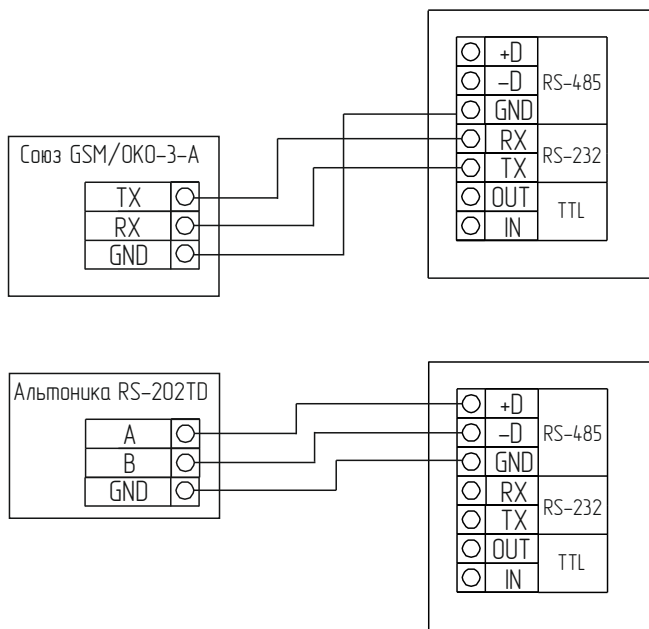 +D
-D
RS-485
GND
RX
RS-232
TX
OUT
TTL
IN
Союз GSM/ОКО-3-А
TX
RX
GND
Альтоника RS-202TD
A
B
GND
+D
-D
RS-485
GND
RX
RS-232
TX
OUT
TTL
IN